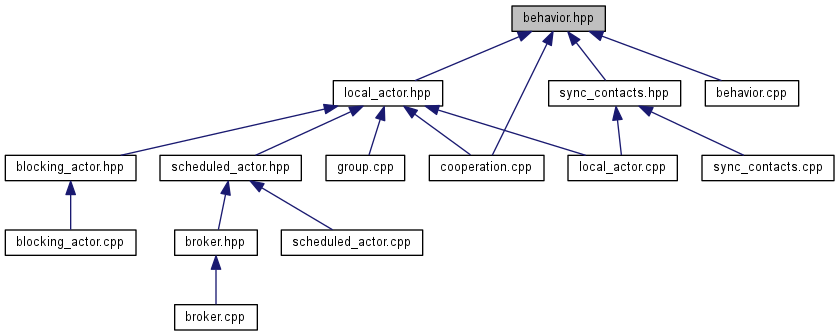 behavior.hpp
local_actor.hpp
sync_contacts.hpp
behavior.cpp
blocking_actor.hpp
scheduled_actor.hpp
group.cpp
cooperation.cpp
local_actor.cpp
sync_contacts.cpp
blocking_actor.cpp
broker.hpp
scheduled_actor.cpp
broker.cpp